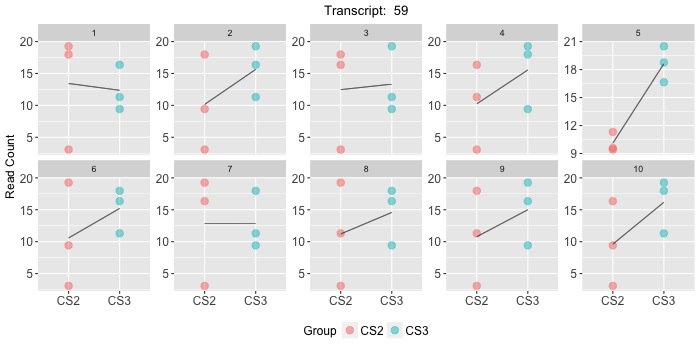 Transcript: 59
1 2 3 4 5
20 20 20 20 21
15 15 15 15 18
10 10 10 10 15
5 5 5 5 12
9
Read Count
6 7 8 9 10
20 20 20 20 20
15 15 15 15 15
10 10 10 10 10
5 5 5 5 5
CS2 CS3 CS2 CS3 CS2 CS3 CS2 CS3 CS2 CS3
Group CS2 CS3